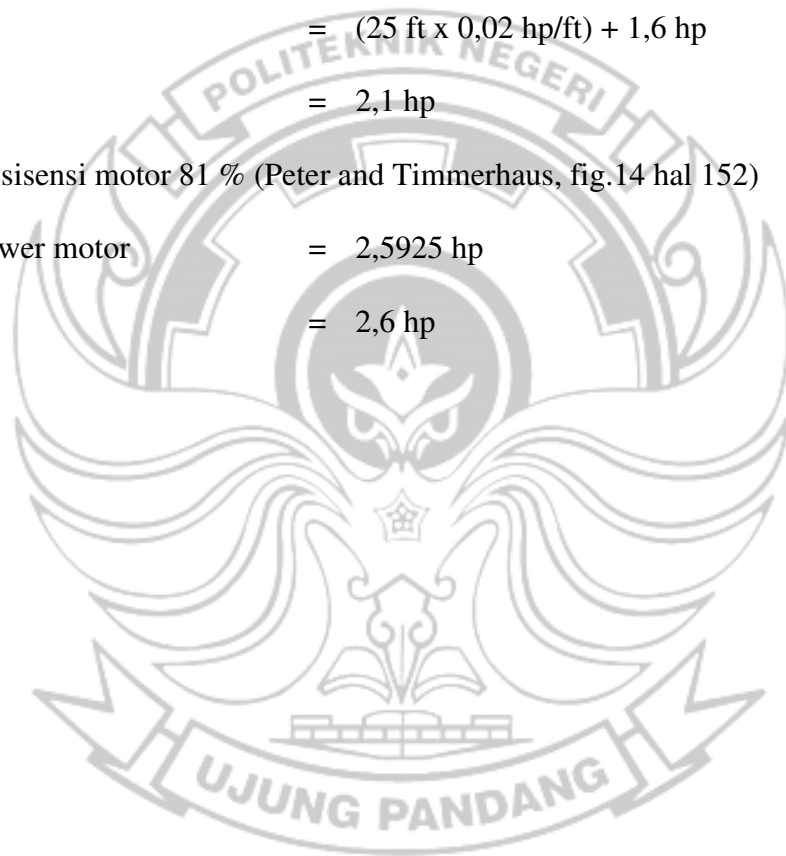 = (25 ft x 0,02 hp/ft) + 1,6 hp
POLITEKNIK NEGERI
= 2,1 hp
sisensi motor 81 % (Peter and Timmerhaus, fig.14 hal 152)
wer motor = 2,5925 hp
= 2,6 hp
UJUNG PANDANG